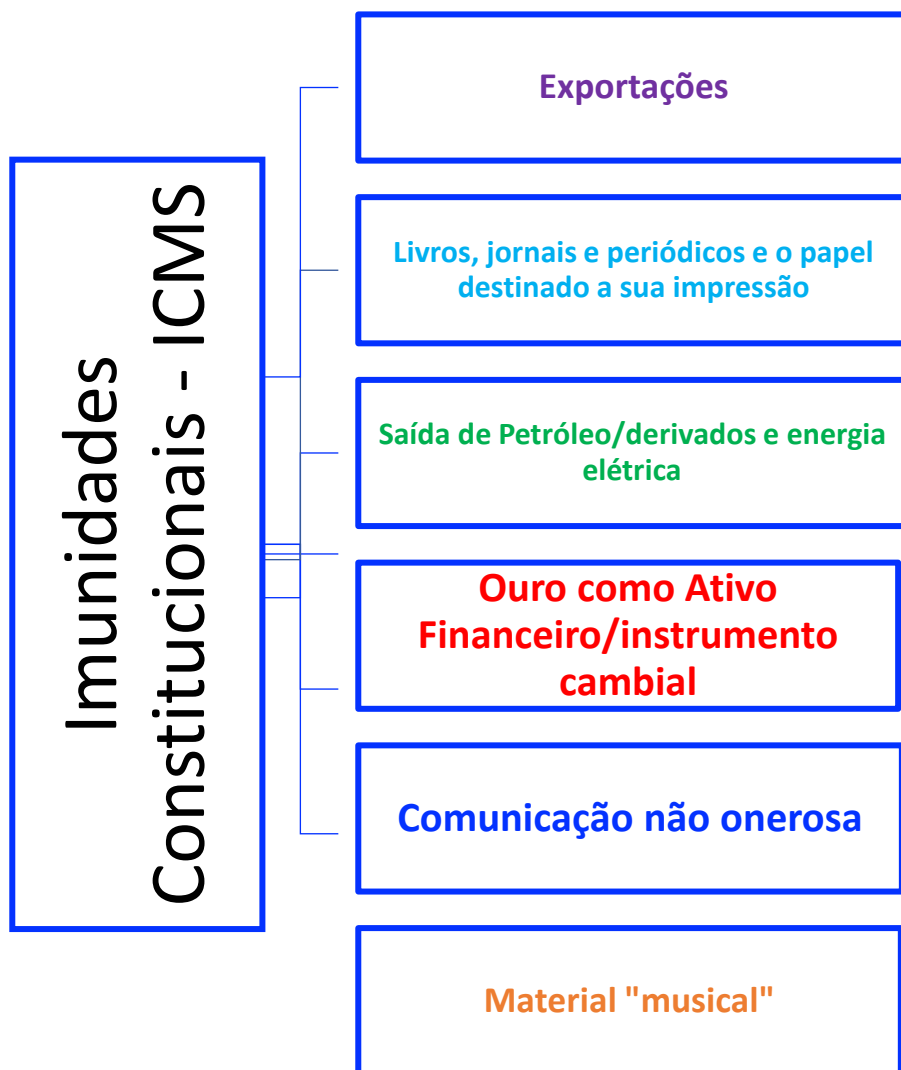 Imunidades
Constitucionais - ICMS
Exportações
Livros, jornais e periódicos e o papel
destinado a sua impressão
Saída de Petróleo/derivados e energia
elétrica
Ouro como Ativo
Financeiro/instrumento
cambial
Comunicação não onerosa
Material "musical"